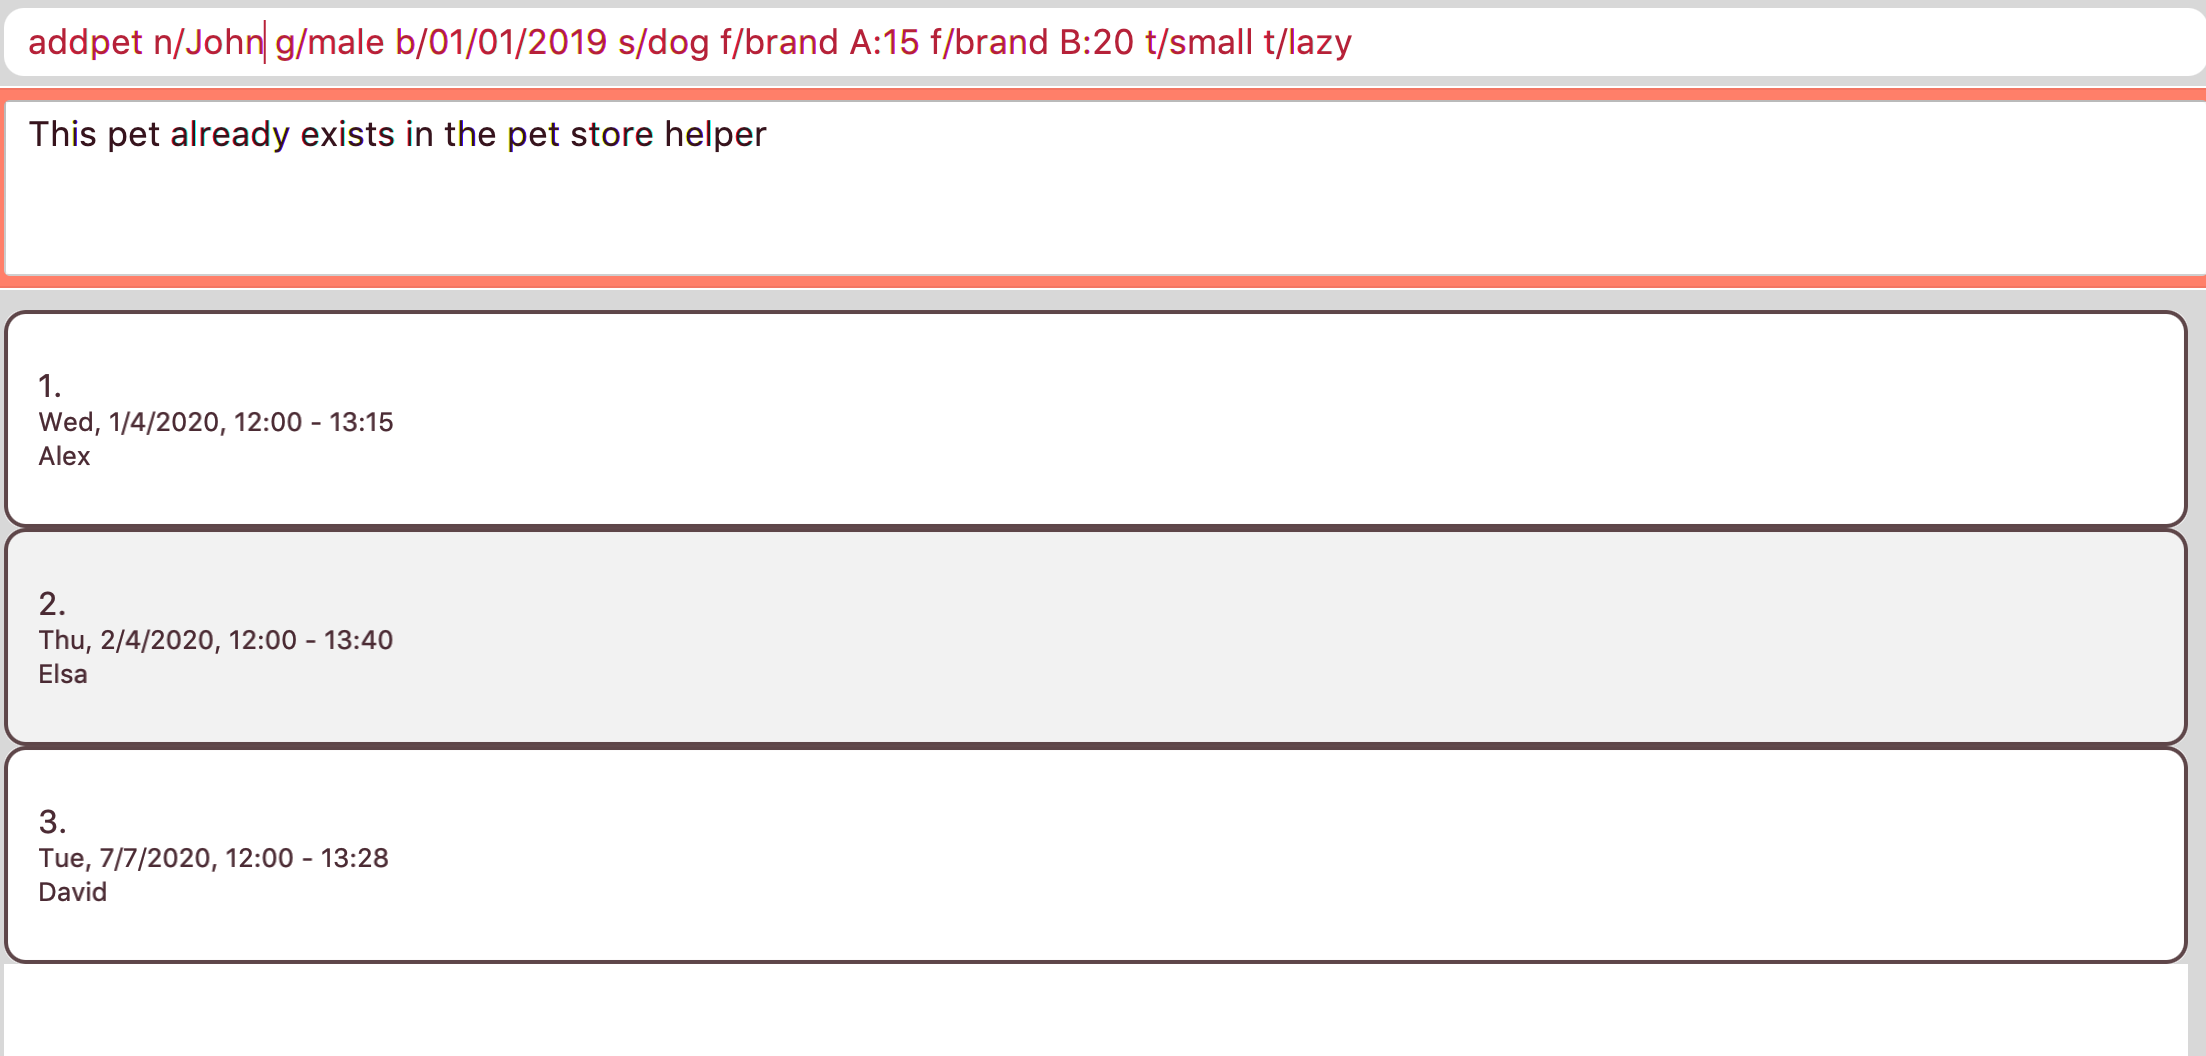 addpet n/John g/male b/01/01/2019 s/dog f/brand A:15 f/brand B:20 t/small t/lazy
This pet already exists in the pet store helper
1.
Wed, 1/4/2020, 12:00 - 13:15
Alex
2.
Thu, 2/4/2020, 12:00 - 13:40
Elsa
3.
Tue, 7/7/2020, 12:00 - 13:28
David